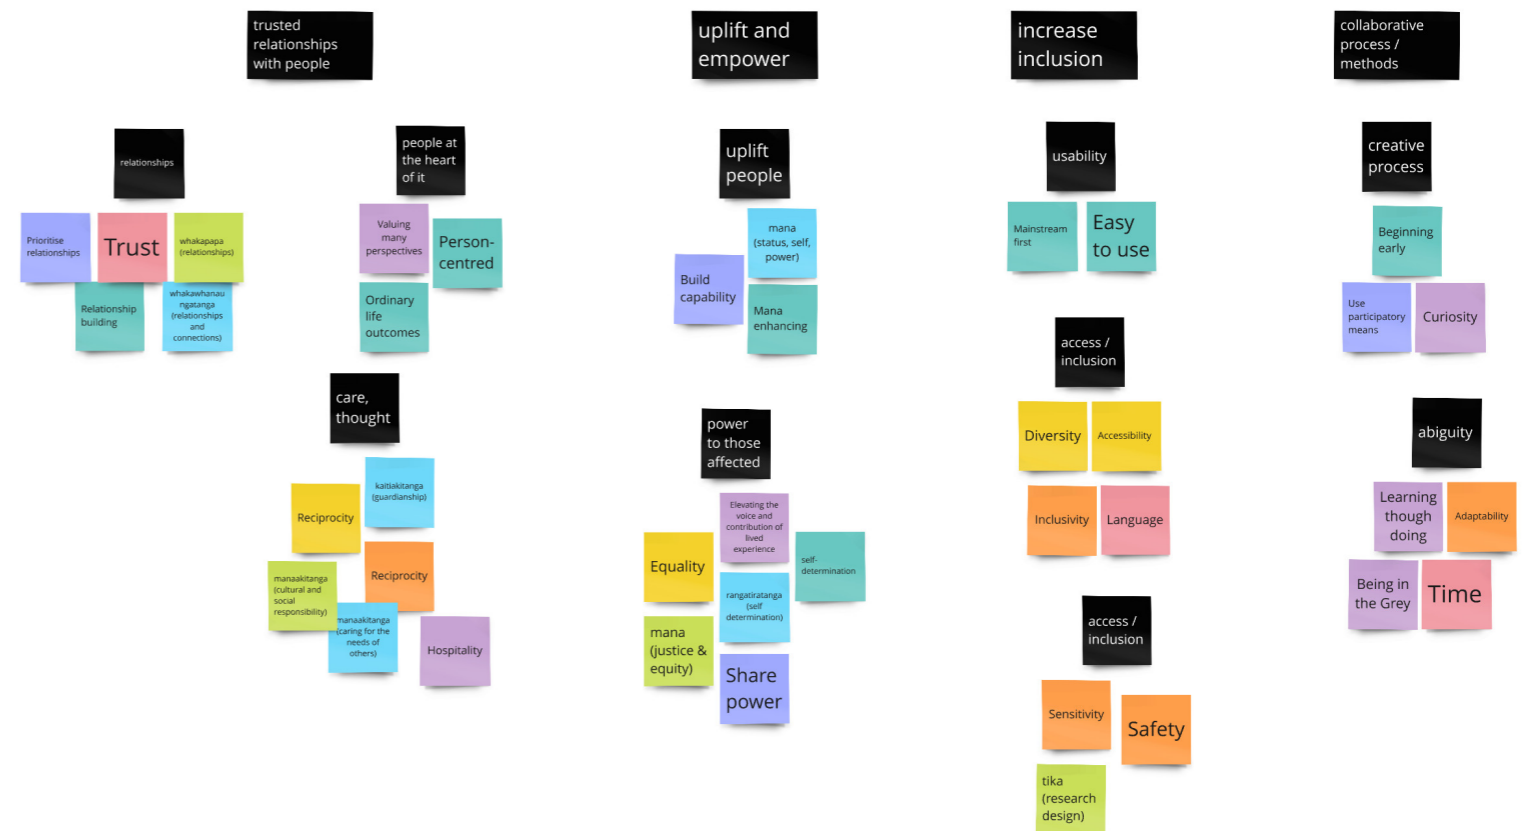 trusted
relationships
with people
uplift and
empower
increase
inclusion
collaborative
process /
methods
relationships
Prioritise
relationships
Trust
whakapapa
(relationships)
Relationship
building
whakawhanau
ngatanga
(relationships
and
connections)
people at
the heart
of it
Valuing
many
perspectives
Person-
centred
Ordinary
life
outcomes
care,
thought
kaitiakitanga
(guardianship)
Reciprocity
Reciprocity
manaakitanga
(cultural and
social
responsibility)
manaakitanga
(caring for the
needs of
others)
Hospitality
uplift
people
mana
(status, self,
power)
Build
capability
Mana
enhancing
power
to those
affected
Elevating the
voice and
contribution of
lived
experience
Equality
self-
determination
rangatiratanga
(self
determination)
mana
(justice &
equity)
Share
power
usability
Mainstream
first
Easy
to use
access /
inclusion
Diversity
Accessibility
Inclusivity
Language
access /
inclusion
Sensitivity
Safety
tika
(research
design)
creative
process
Beginning
early
Use
participatory
means
Curiosity
abiguity
Learning
though
doing
Adaptability
Being in
the Grey
Time